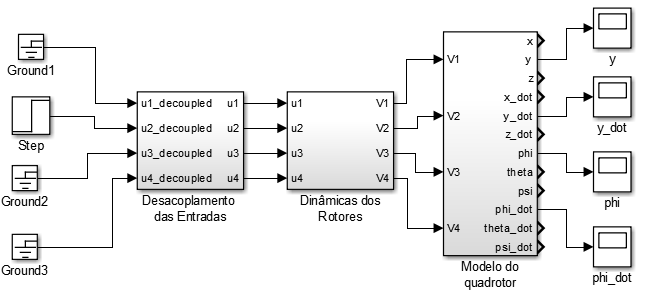 Ground1
Step
Ground2
Ground3
u1_decoupled
u2_decoupled
u3_decoupled
u4_decoupled
u1
u2
u3
u4
Desacoplamento
das Entradas
u1
u2
u3
u4
V1
V2
V3
V4
Dinâmicas dos
Rotores
V1
V2
V3
V4
x
y
z
x_dot
y_dot
z_dot
phi
theta
psi
phi_dot
theta_dot
psi_dot
Modelo do
quadrotor
y
y_dot
phi
phi_dot